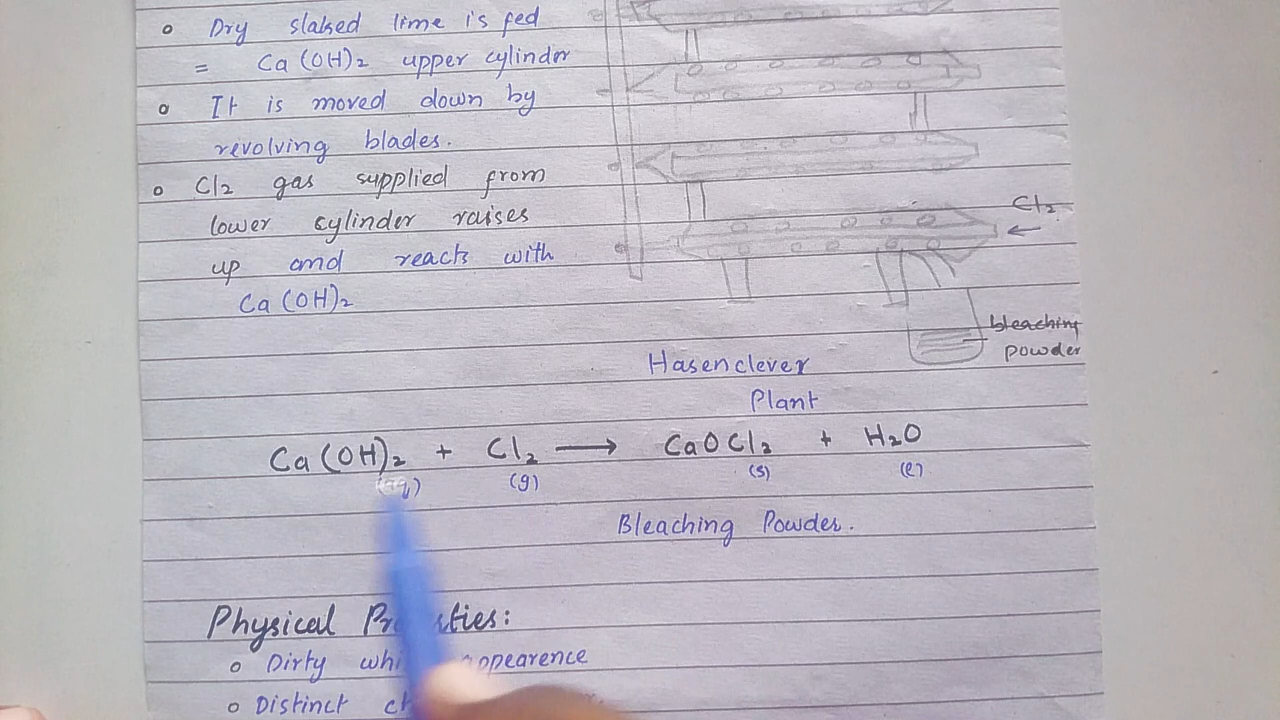 o Dry slaked lime is fed
= Ca(OH)2 upper cylinder
o It is moved down by
revolving blades.
o Cl2 gas supplied from
lower cylinder raises
up and reacts with
Ca(OH)2
Cl2
bleaching
powder
Hasenclever
Plant
Ca(OH)2 + Cl2 ⟶ CaOCl2 + H2O
(g) (s) (l)
Bleaching Powder.
Physical
o Dirty appearence
o Distinct